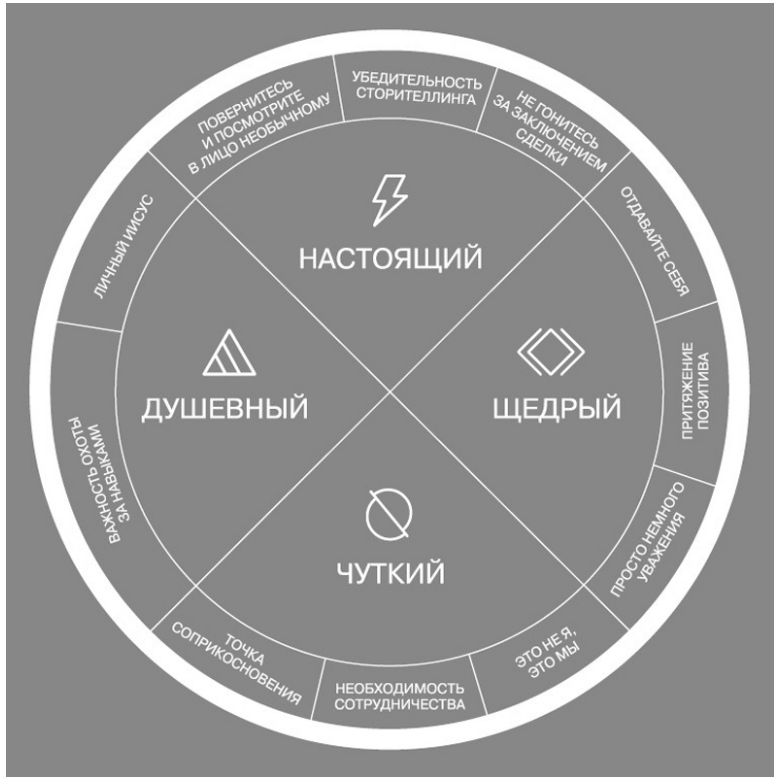 ПОВЕРНИТЕСЬ
И ПОСМОТРИТЕ
В ЛИЦО НЕОБЫЧНОМУ
УБЕДИТЕЛЬНОСТЬ
СТОРИТЕЛЛИНГА
НЕ ГОНИТЕСЬ
ЗА ЗАКЛЮЧЕНИЕМ
СДЕЛКИ
ОТДАВАЙТЕ СЕБЯ
ПРИТЯЖЕНИЕ
ПОЗИТИВА
ПРОСТО НЕМНОГО
УВАЖЕНИЯ
ЭТО НЕ Я,
ЭТО МЫ
НЕОБХОДИМОСТЬ
СОТРУДНИЧЕСТВА
ТОЧКА
СОПРИКОСНОВЕНИЯ
ВАЖНОСТЬ ОХОТЫ
ЗА НАВЫКАМИ
ЛИЧНЫЙ ИИСУС
НАСТОЯЩИЙ
ДУШЕВНЫЙ
ЩЕДРЫЙ
ЧУТКИЙ